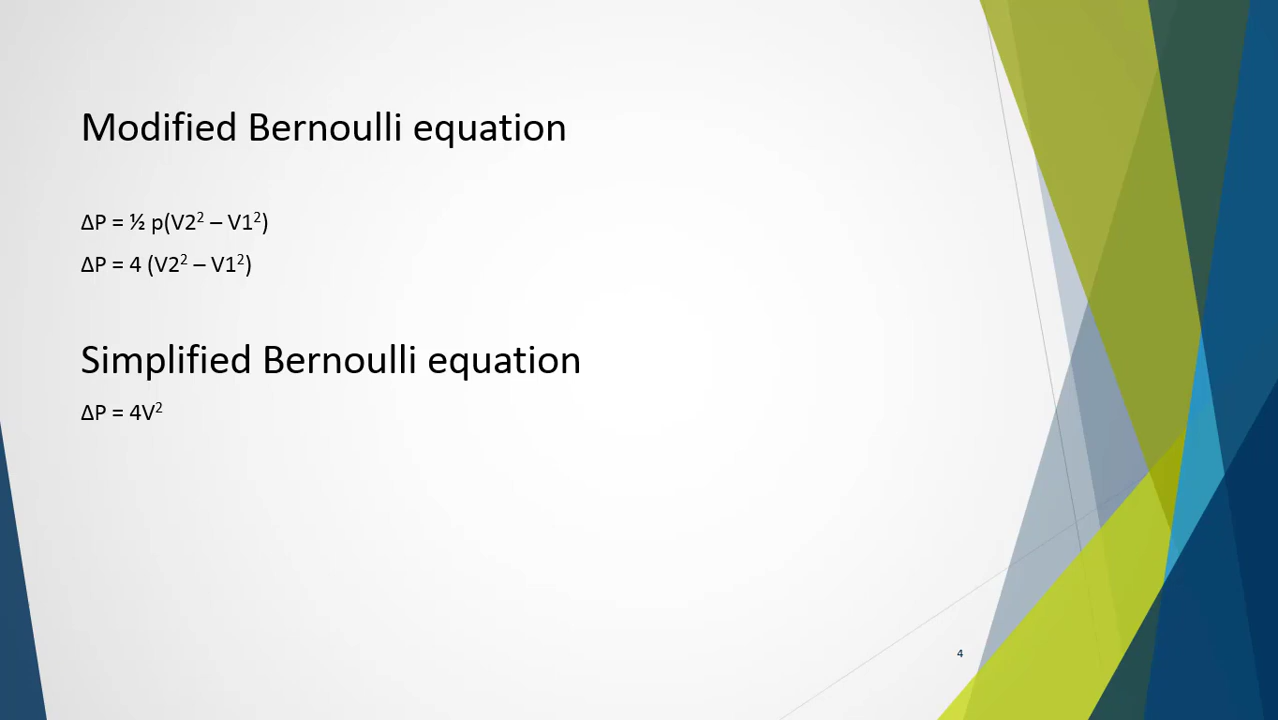 Modified Bernoulli equation
ΔP = ½ p(V2² – V1²)
ΔP = 4 (V2² – V1²)
Simplified Bernoulli equation
ΔP = 4V²
4